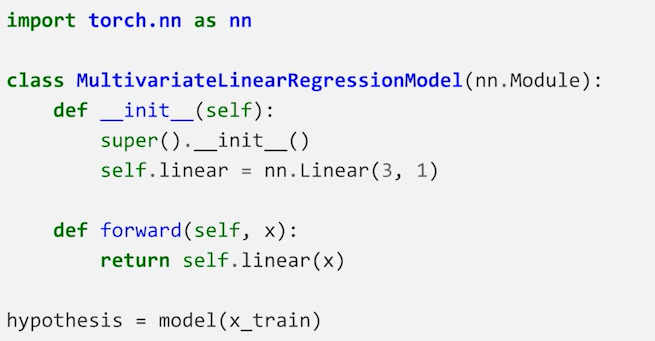 import torch.nn as nn
class MultivariateLinearRegressionModel(nn.Module):
    def __init__(self):
        super().__init__()
        self.linear = nn.Linear(3, 1)
    def forward(self, x):
        return self.linear(x)
hypothesis = model(x_train)